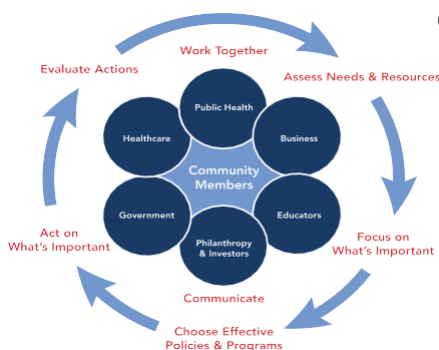 Work Together
Evaluate Actions
Assess Needs & Resources
Public Health
Healthcare
Business
Community
Members
Government
Educators
Philanthropy
& Investors
Act on
What's Important
Focus on
What's Important
Communicate
Choose Effective
Policies & Programs